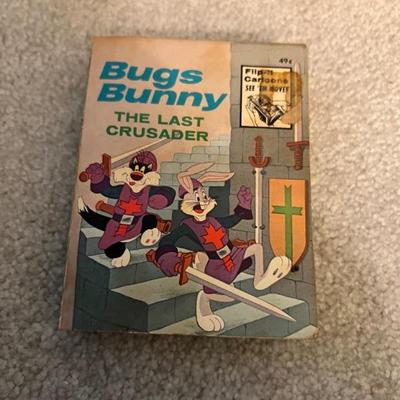 49¢
Bugs
Bunny
THE LAST
CRUSADER
Flip-it
Cartoons
SEE 'EM MOVE!